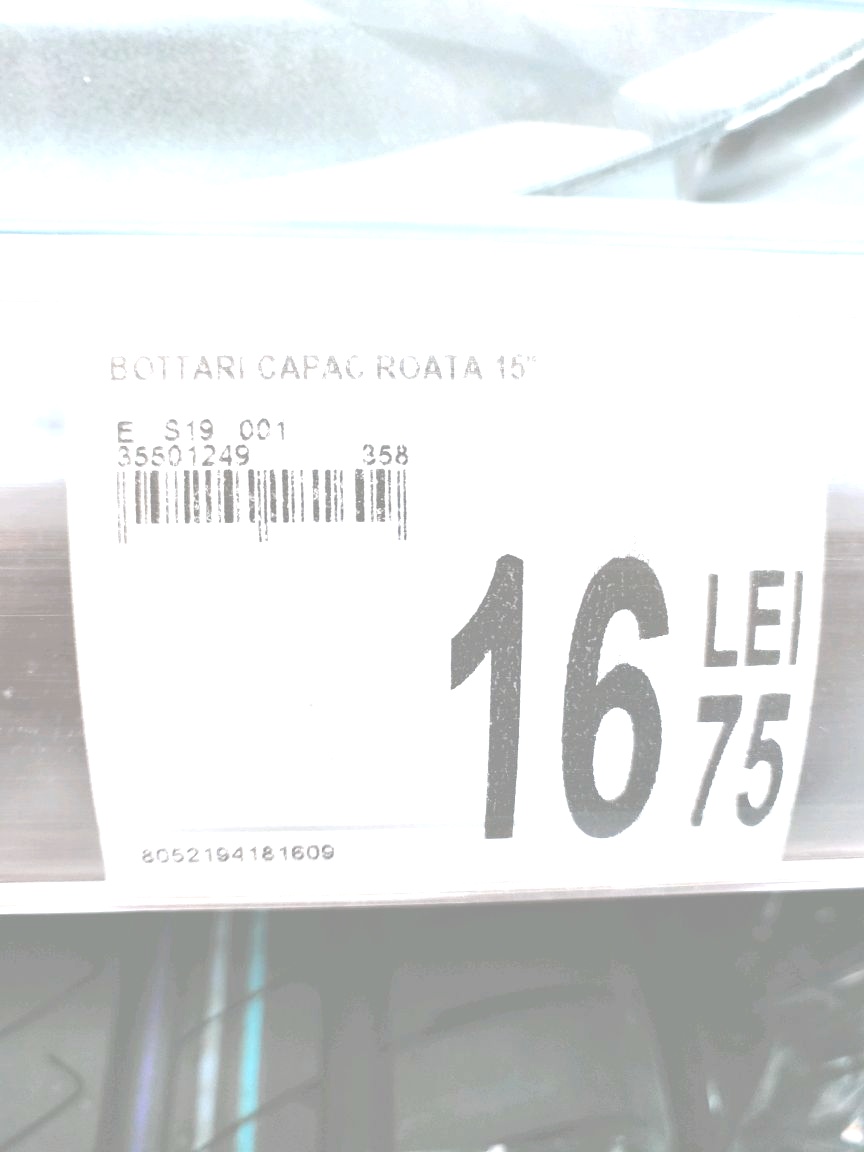 BOTTARI CAPAC ROATA 15"
E S19 001
35501249 358
16 LEI
75
8052194181609